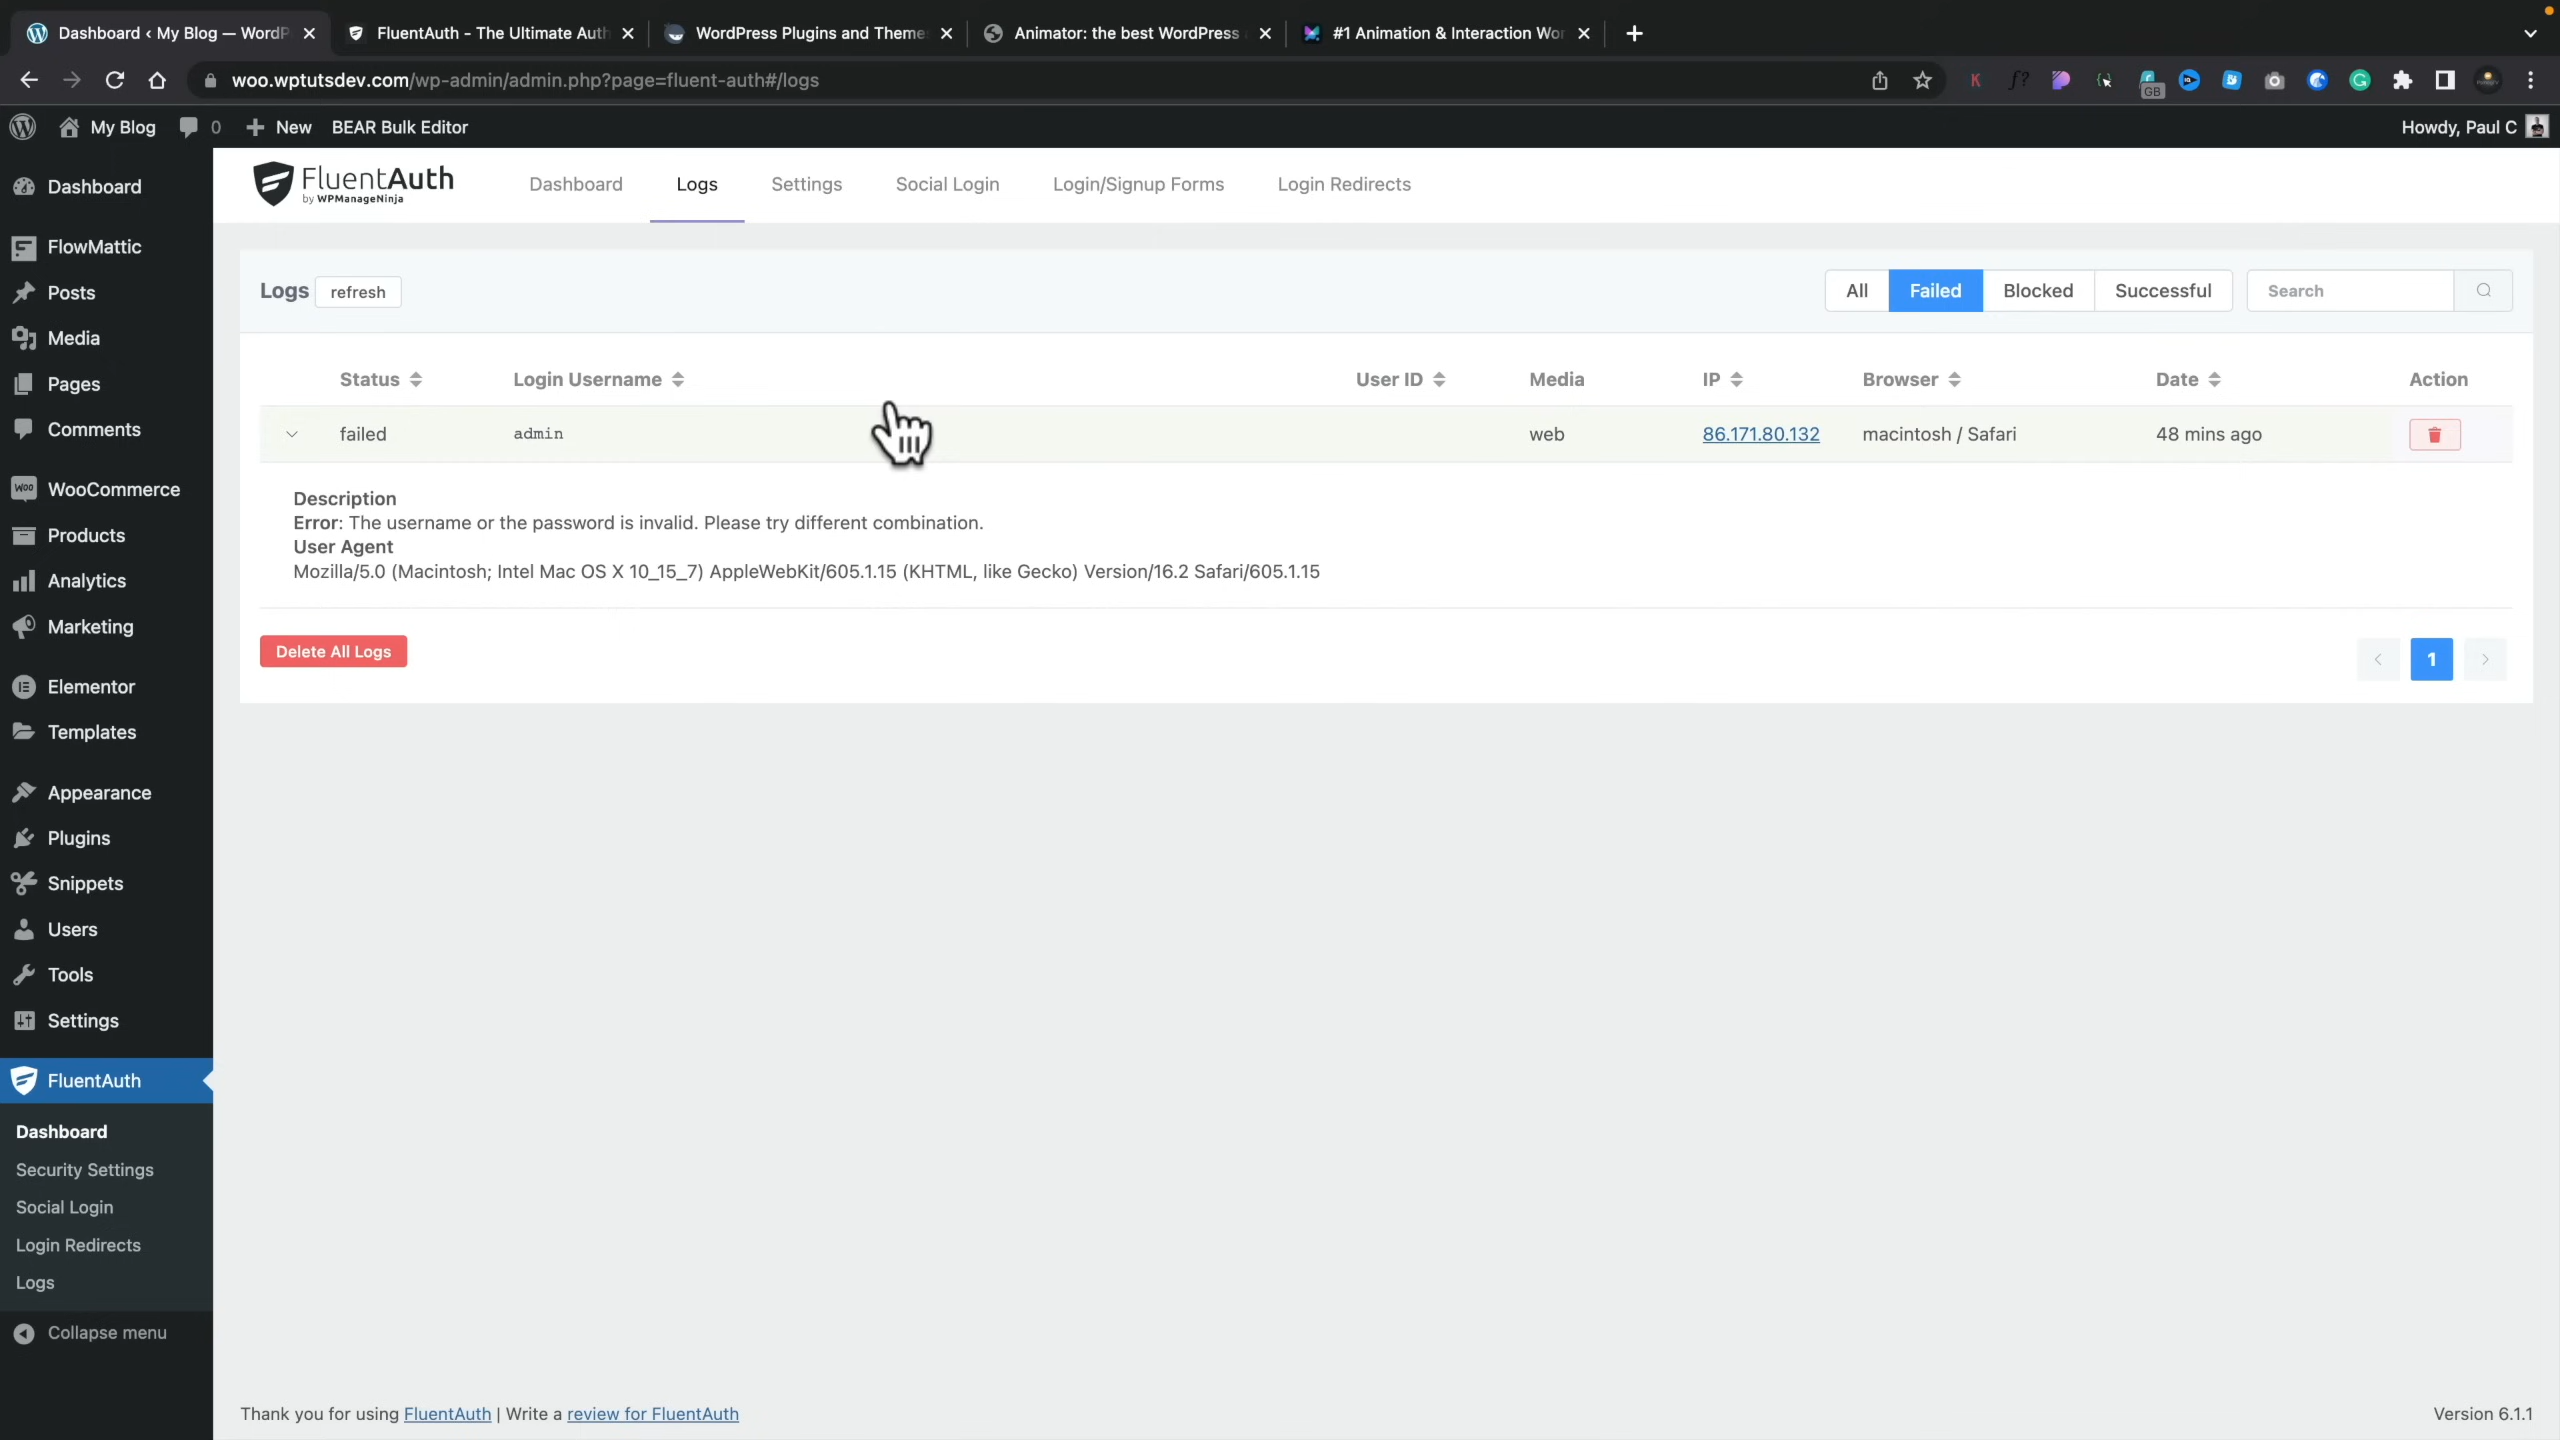 Dashboard ‹ My Blog — WordP
FluentAuth - The Ultimate Auth
WordPress Plugins and Theme
Animator: the best WordPress
#1 Animation & Interaction Wor
woo.wptutsdev.com/wp-admin/admin.php?page=fluent-auth#/logs
GB
My Blog
0
New
BEAR Bulk Editor
Howdy, Paul C
Dashboard
FlowMattic
Posts
Media
Pages
Comments
WooCommerce
Products
Analytics
Marketing
Elementor
Templates
Appearance
Plugins
Snippets
Users
Tools
Settings
FluentAuth
Dashboard
Security Settings
Social Login
Login Redirects
Logs
Collapse menu
FluentAuth
by WPManageNinja
Dashboard
Logs
Settings
Social Login
Login/Signup Forms
Login Redirects
Logs
refresh
All
Failed
Blocked
Successful
Search
Status
Login Username
User ID
Media
IP
Browser
Date
Action
failed
admin
web
86.171.80.132
macintosh / Safari
48 mins ago
Description
Error: The username or the password is invalid. Please try different combination.
User Agent
Mozilla/5.0 (Macintosh; Intel Mac OS X 10_15_7) AppleWebKit/605.1.15 (KHTML, like Gecko) Version/16.2 Safari/605.1.15
Delete All Logs
1
Thank you for using FluentAuth | Write a review for FluentAuth
Version 6.1.1